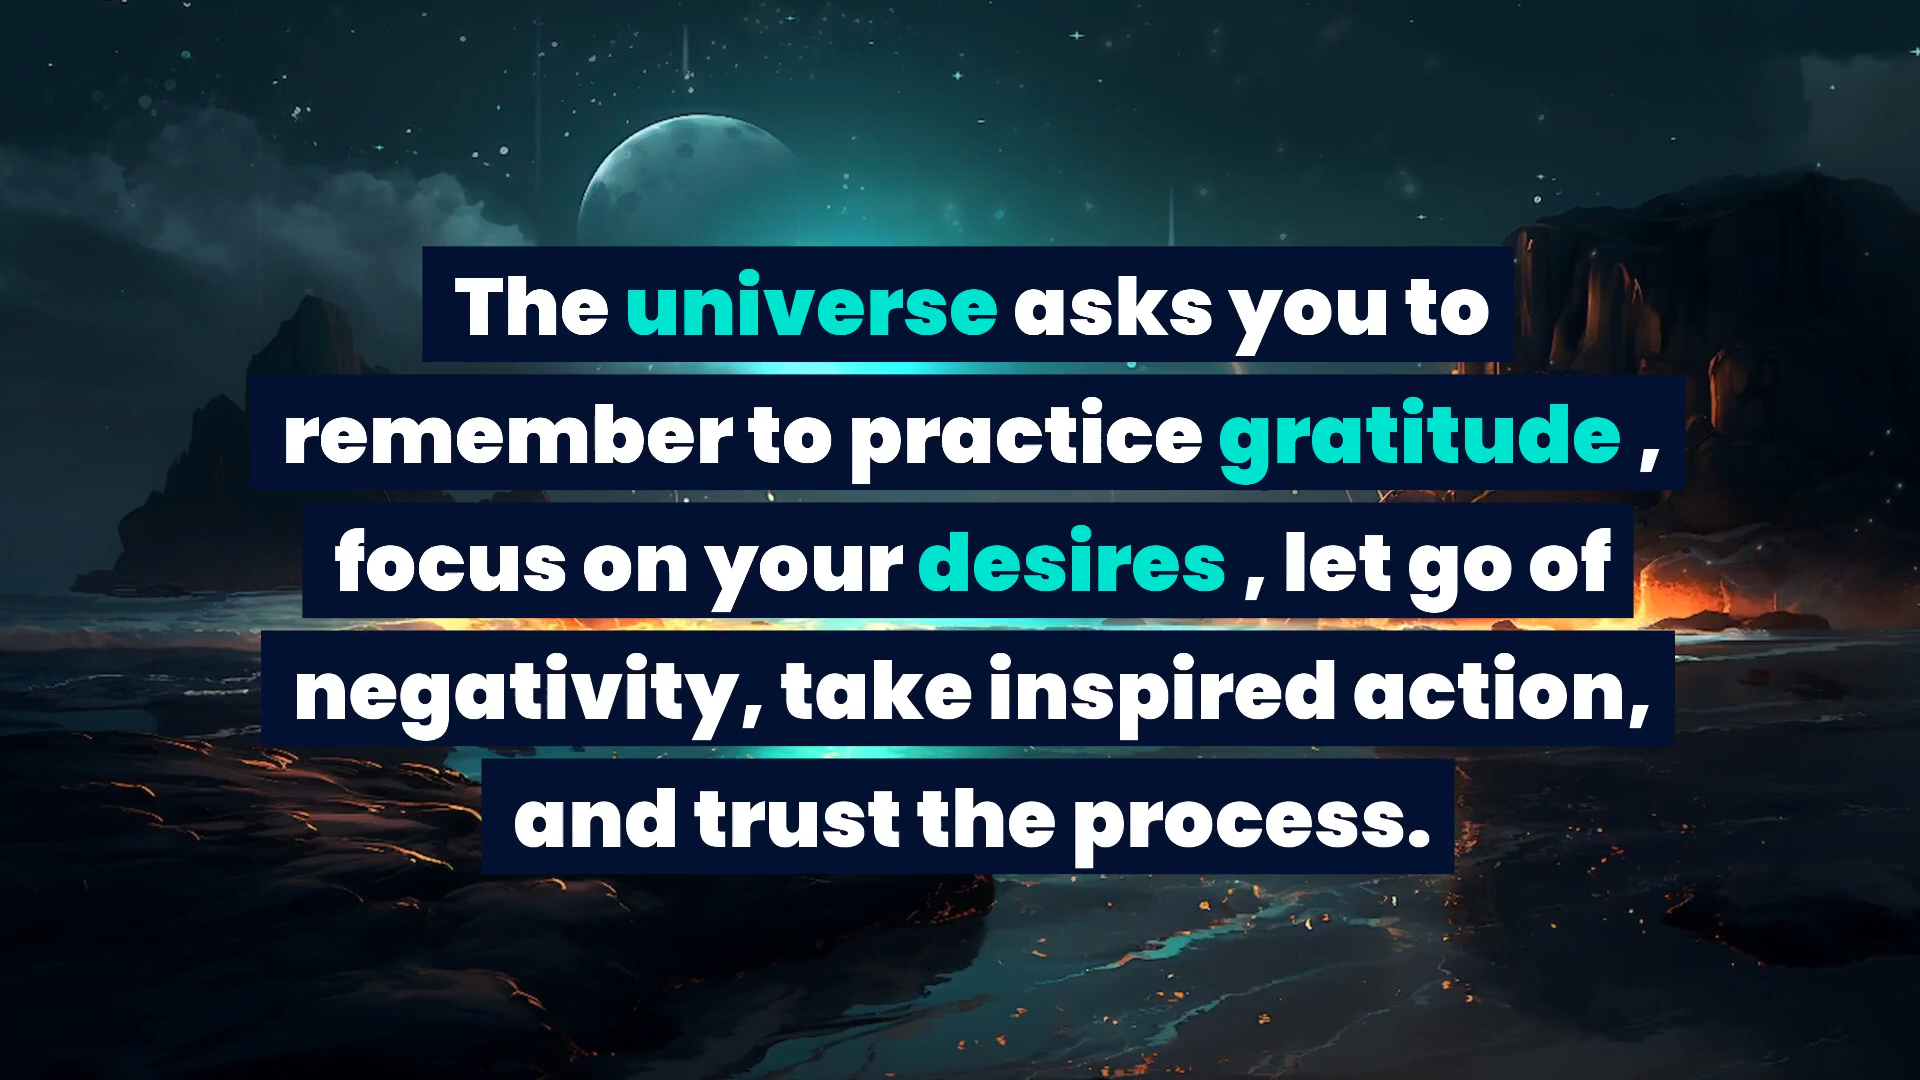 The universe asks you to
remember to practice gratitude ,
focus on your desires , let go of
negativity, take inspired action,
and trust the process.